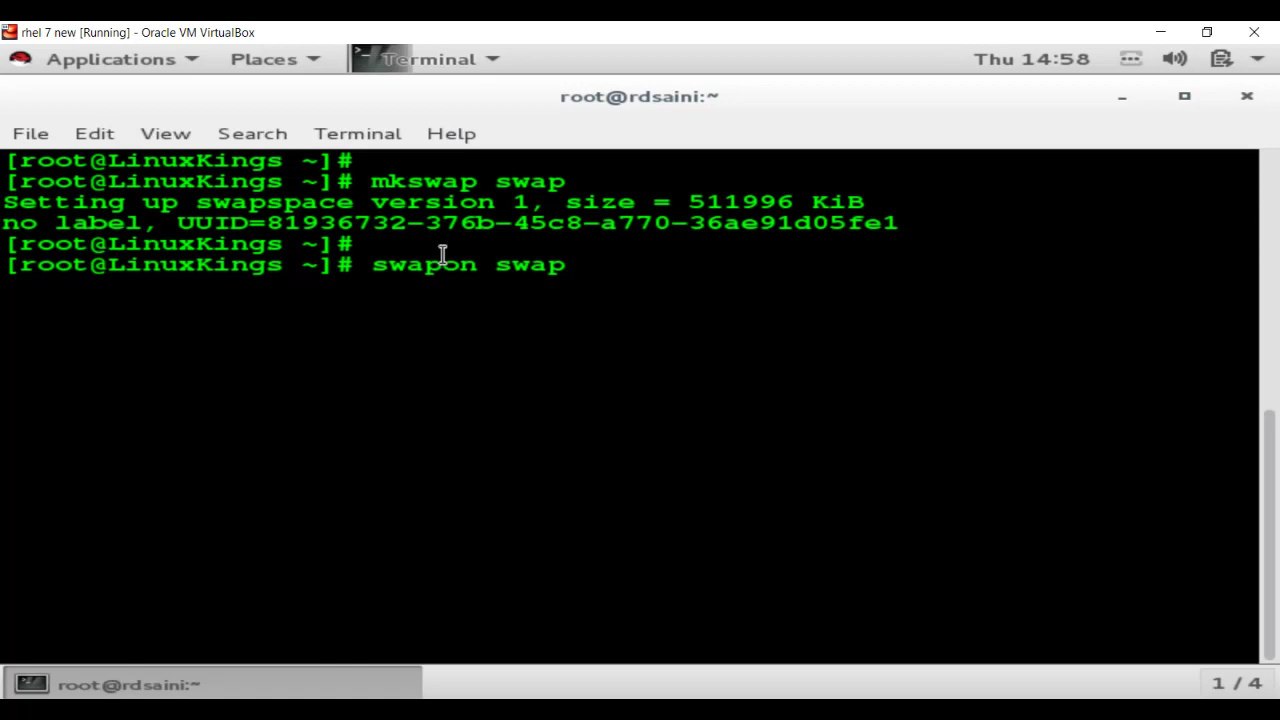 rhel 7 new [Running] - Oracle VM VirtualBox
Applications Places Terminal Thu 14:58
root@rdsaini:~
File Edit View Search Terminal Help
[root@LinuxKings ~]#
[root@LinuxKings ~]# mkswap swap
Setting up swapspace version 1, size = 511996 KiB
no label, UUID=81936732-376b-45c8-a770-36ae91d05fe1
[root@LinuxKings ~]#
[root@LinuxKings ~]# swapon swap
root@rdsaini:~ 1 / 4